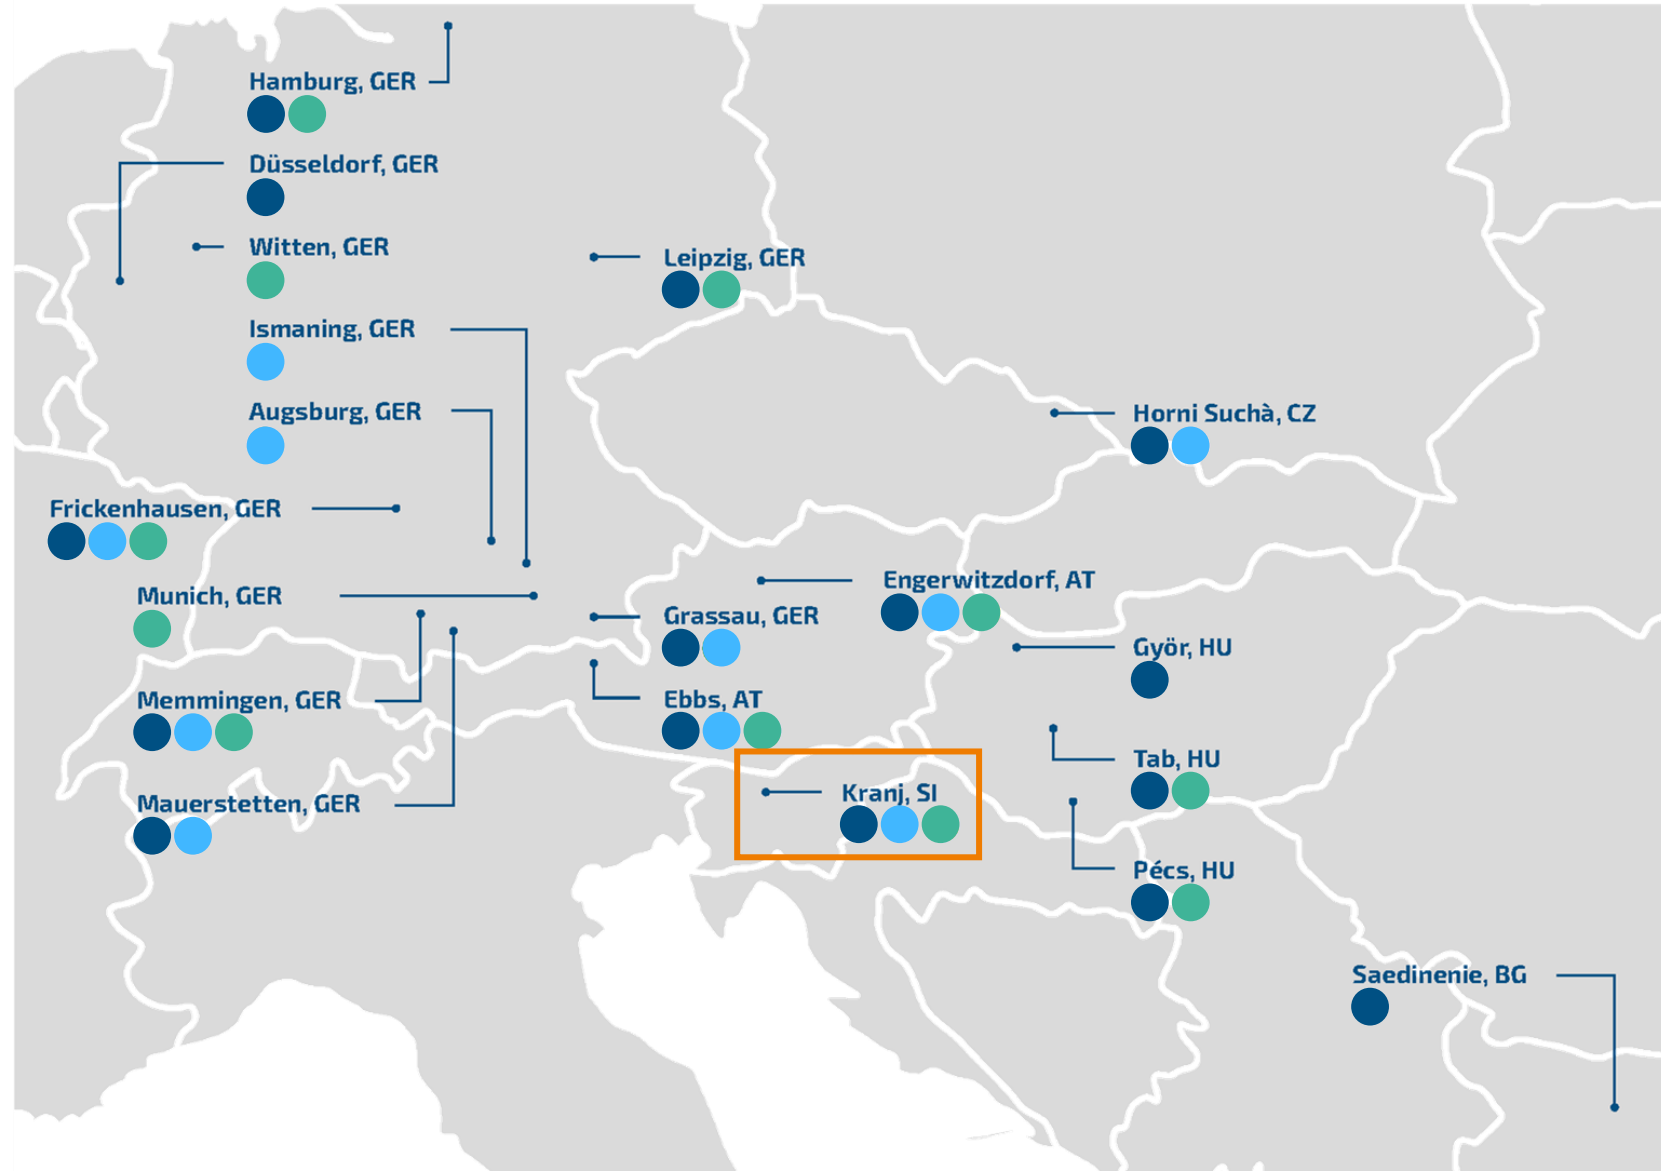 Hamburg, GER
Düsseldorf, GER
Witten, GER
Leipzig, GER
Ismaning, GER
Augsburg, GER
Horni Suchà, CZ
Frickenhausen, GER
Engerwitzdorf, AT
Munich, GER
Grassau, GER
Györ, HU
Memmingen, GER
Ebbs, AT
Tab, HU
Kranj, SI
Mauerstetten, GER
Pécs, HU
Saedinenie, BG